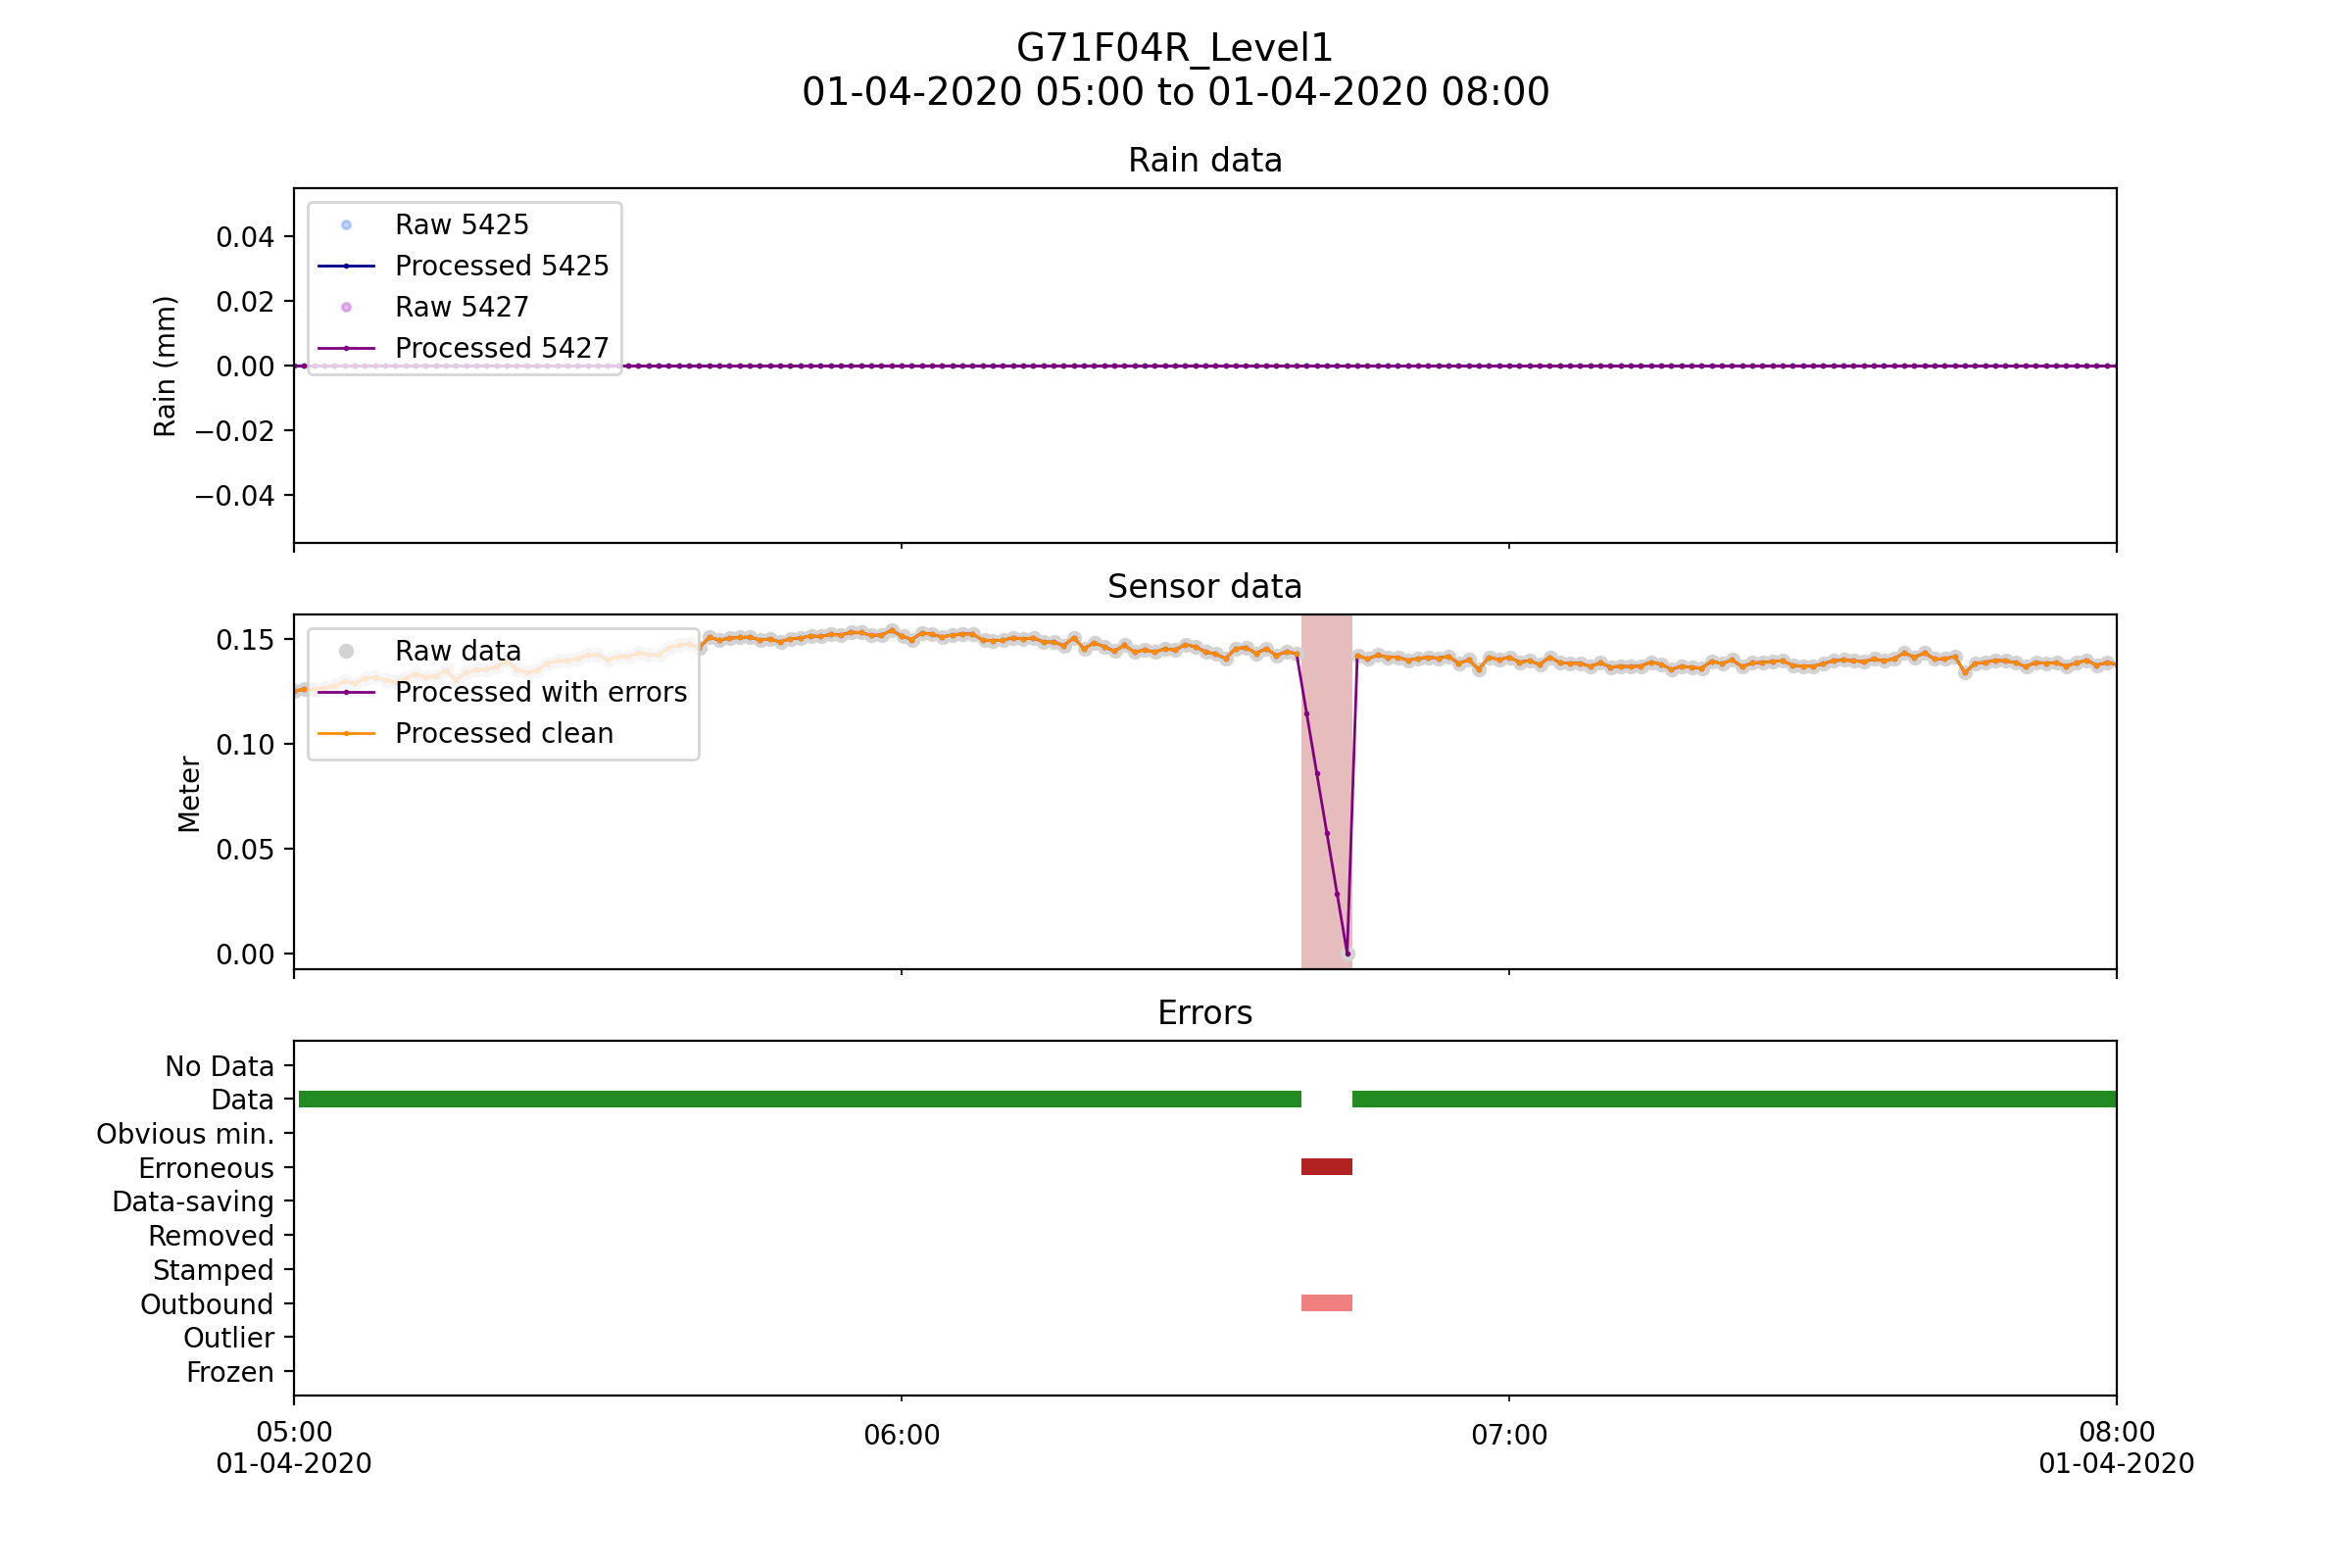 G71F04R_Level1
01-04-2020 05:00 to 01-04-2020 08:00
Rain data
Rain (mm)
0.04
0.02
0.00
−0.02
−0.04
Raw 5425
Processed 5425
Raw 5427
Processed 5427
Sensor data
Meter
0.15
0.10
0.05
0.00
Raw data
Processed with errors
Processed clean
Errors
No Data
Data
Obvious min.
Erroneous
Data-saving
Removed
Stamped
Outbound
Outlier
Frozen
05:00
01-04-2020
06:00
07:00
08:00
01-04-2020